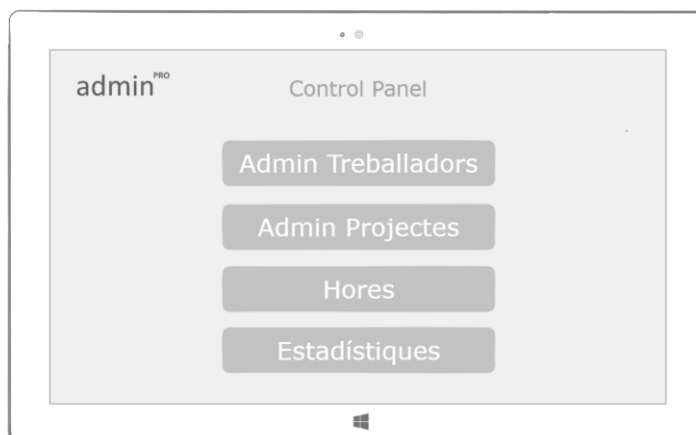 admin PRO
Control Panel
Admin Treballadors
Admin Projectes
Hores
Estadístiques